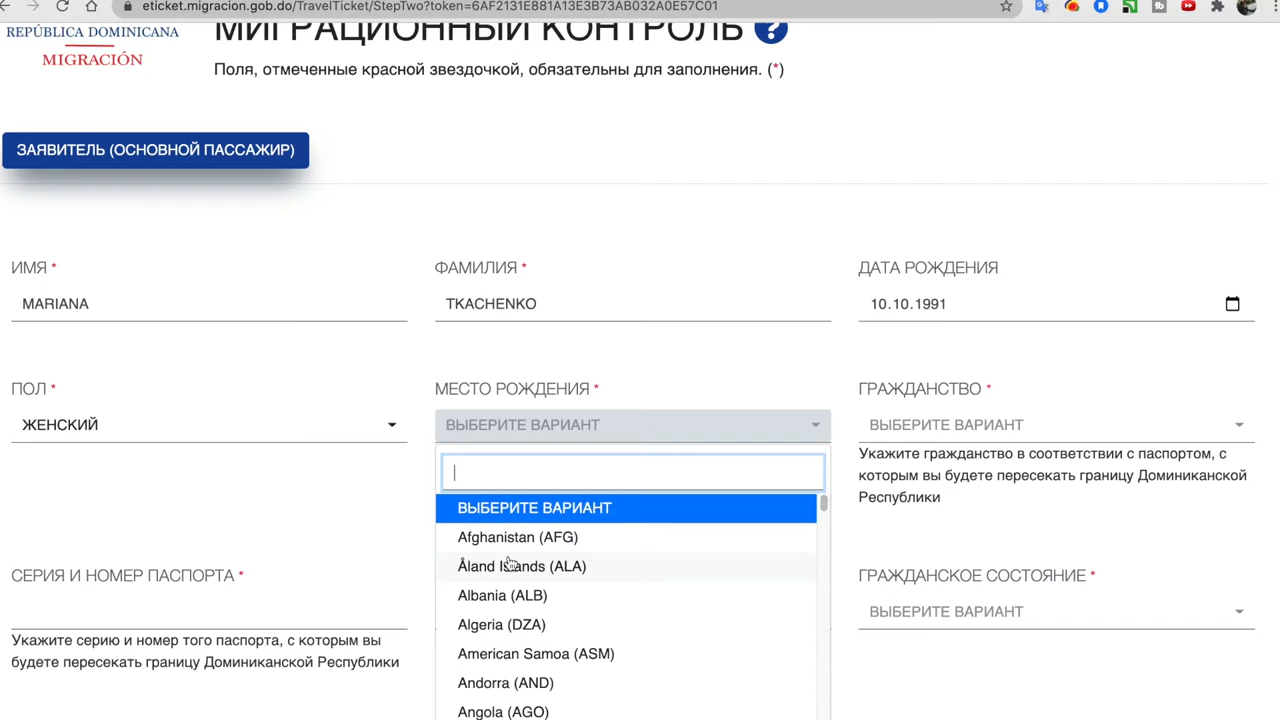 eticket.migracion.gob.do/TravelTicket/StepTwo?token=6AF2131E881A13E3B73AB032A0E57C01
REPÚBLICA DOMINICANA
MIGRACIÓN
МИГРАЦИОННЫЙ КОНТРОЛЬ ?
Поля, отмеченные красной звездочкой, обязательны для заполнения. (*)
ЗАЯВИТЕЛЬ (ОСНОВНОЙ ПАССАЖИР)
ИМЯ *
MARIANA
ФАМИЛИЯ *
TKACHENKO
ДАТА РОЖДЕНИЯ
10.10.1991
ПОЛ *
ЖЕНСКИЙ
МЕСТО РОЖДЕНИЯ *
ВЫБЕРИТЕ ВАРИАНТ
ВЫБЕРИТЕ ВАРИАНТ
Afghanistan (AFG)
Åland Islands (ALA)
Albania (ALB)
Algeria (DZA)
American Samoa (ASM)
Andorra (AND)
Angola (AGO)
ГРАЖДАНСТВО *
ВЫБЕРИТЕ ВАРИАНТ
Укажите гражданство в соответствии с паспортом, с
которым вы будете пересекать границу Доминиканской
Республики
СЕРИЯ И НОМЕР ПАСПОРТА *
Укажите серию и номер того паспорта, с которым вы
будете пересекать границу Доминиканской Республики
ГРАЖДАНСКОЕ СОСТОЯНИЕ *
ВЫБЕРИТЕ ВАРИАНТ